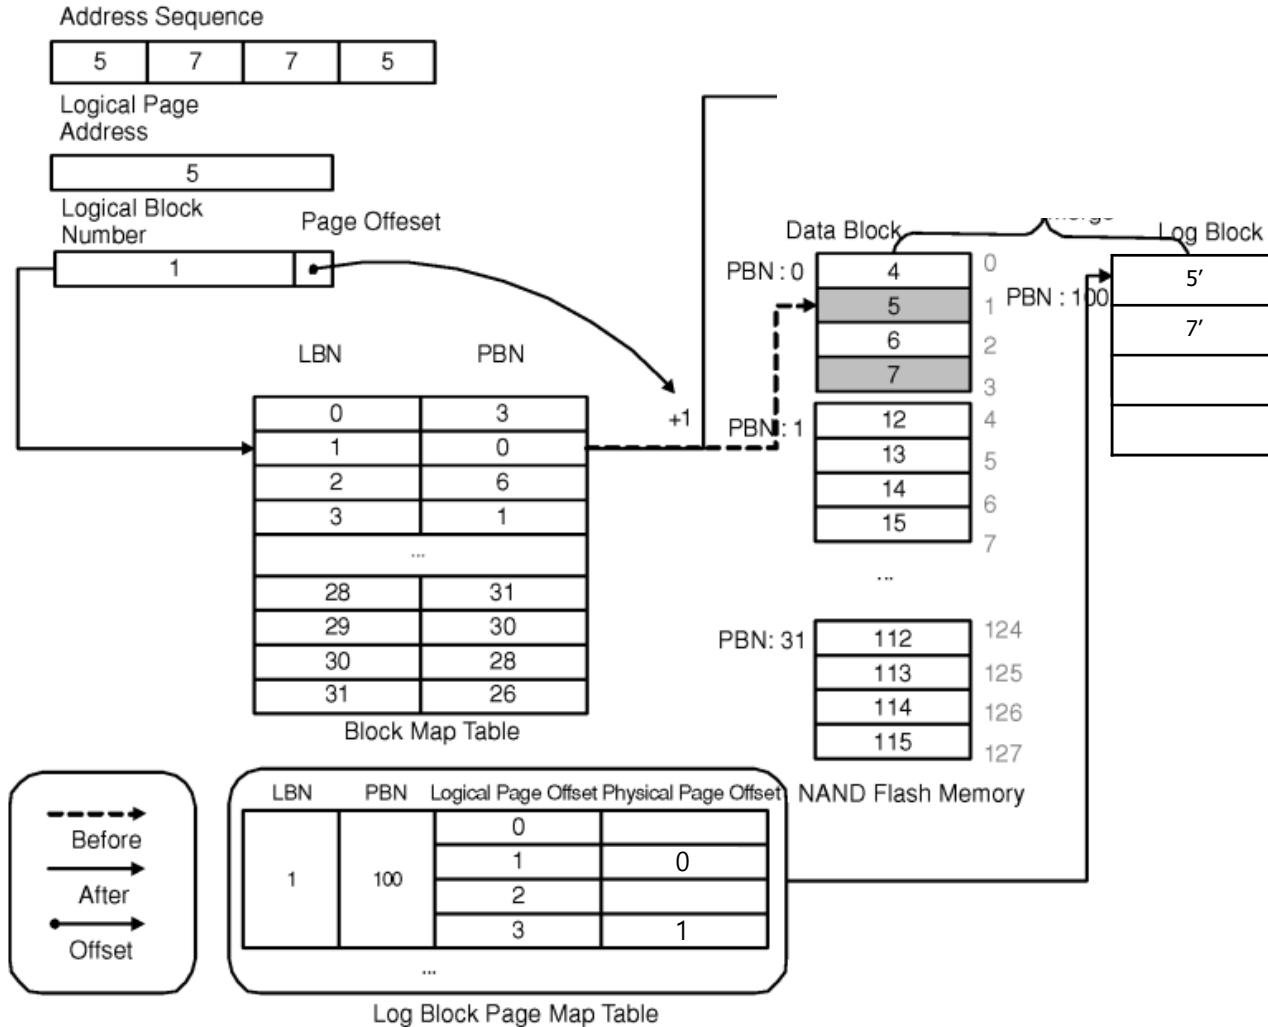 Address Sequence
5 7 7 5
Logical Page
Address
5
Logical Block
Number
Page Offeset
1
LBN PBN
0 3
1 0
2 6
3 1
...
28 31
29 30
30 28
31 26
Block Map Table
+1
Data Block
Log Block
PBN : 0
4 0
5 1
6 2
7 3
PBN : 1
12 4
13 5
14 6
15 7
...
PBN: 31
112 124
113 125
114 126
115 127
NAND Flash Memory
PBN : 100
5′
7′
Before
After
Offset
LBN PBN Logical Page Offset Physical Page Offset
1 100
0
1 0
2
3 1
...
Log Block Page Map Table